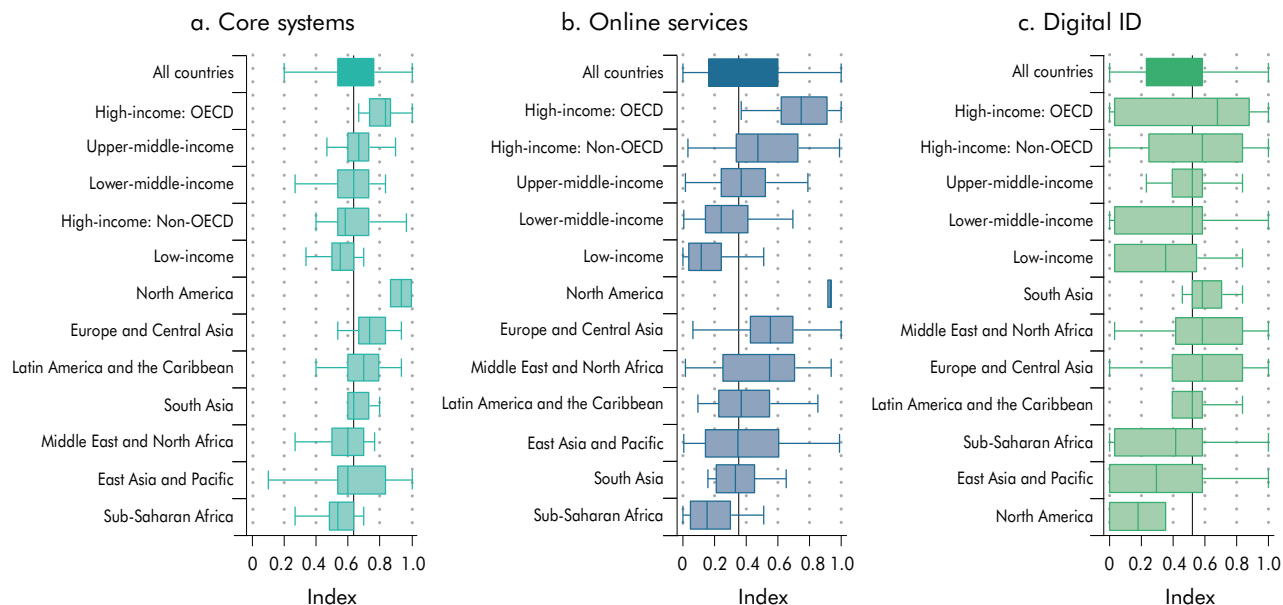 a. Core systems
All countries
High-income: OECD
Upper-middle-income
Lower-middle-income
High-income: Non-OECD
Low-income
North America
Europe and Central Asia
Latin America and the Caribbean
South Asia
Middle East and North Africa
East Asia and Pacific
Sub-Saharan Africa
0 0.2 0.4 0.6 0.8 1.0
Index
b. Online services
All countries
High-income: OECD
High-income: Non-OECD
Upper-middle-income
Lower-middle-income
Low-income
North America
Europe and Central Asia
Middle East and North Africa
Latin America and the Caribbean
East Asia and Pacific
South Asia
Sub-Saharan Africa
0 0.2 0.4 0.6 0.8 1.0
Index
c. Digital ID
All countries
High-income: OECD
High-income: Non-OECD
Upper-middle-income
Lower-middle-income
Low-income
South Asia
Middle East and North Africa
Europe and Central Asia
Latin America and the Caribbean
Sub-Saharan Africa
East Asia and Pacific
North America
0 0.2 0.4 0.6 0.8 1.0
Index